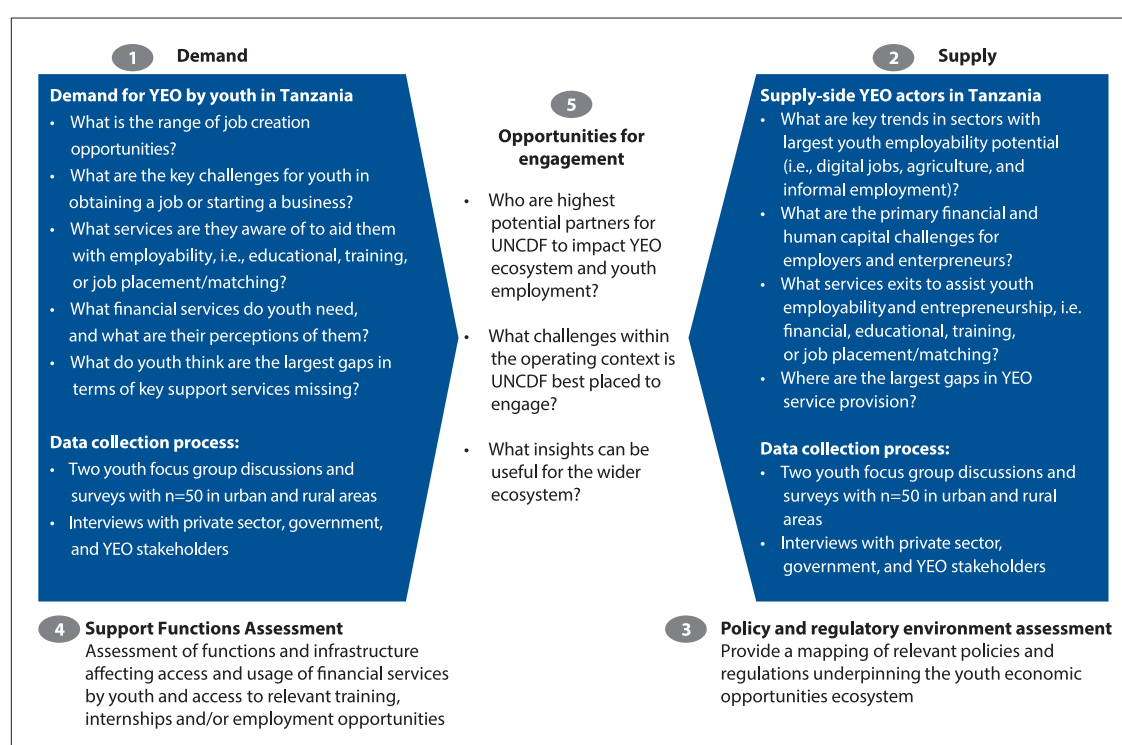 1 Demand
Demand for YEO by youth in Tanzania
• What is the range of job creation
opportunities?
• What are the key challenges for youth in
obtaining a job or starting a business?
• What services are they aware of to aid them
with employability, i.e., educational, training,
or job placement/matching?
• What financial services do youth need,
and what are their perceptions of them?
• What do youth think are the largest gaps in
terms of key support services missing?
Data collection process:
• Two youth focus group discussions and
surveys with n=50 in urban and rural areas
• Interviews with private sector, government,
and YEO stakeholders
5
Opportunities for
engagement
• Who are highest
potential partners for
UNCDF to impact YEO
ecosystem and youth
employment?
• What challenges within
the operating context is
UNCDF best placed to
engage?
• What insights can be
useful for the wider
ecosystem?
2 Supply
Supply-side YEO actors in Tanzania
• What are key trends in sectors with
largest youth employability potential
(i.e., digital jobs, agriculture, and
informal employment)?
• What are the primary financial and
human capital challenges for
employers and enterpreneurs?
• What services exits to assist youth
employability and entrepreneurship, i.e.
financial, educational, training,
or job placement/matching?
• Where are the largest gaps in YEO
service provision?
Data collection process:
• Two youth focus group discussions and
surveys with n=50 in urban and rural
areas
• Interviews with private sector,
government, and YEO stakeholders
4 Support Functions Assessment
Assessment of functions and infrastructure
affecting access and usage of financial services
by youth and access to relevant training,
internships and/or employment opportunities
3 Policy and regulatory environment assessment
Provide a mapping of relevant policies and
regulations underpinning the youth economic
opportunities ecosystem